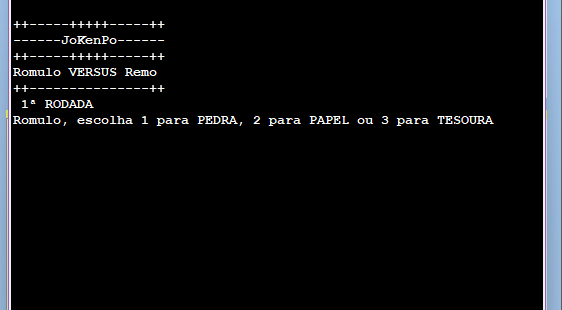 ++-----+++++-----++
------JoKenPo------
++-----+++++-----++
Romulo VERSUS Remo
++---------------++
1ª RODADA
Romulo, escolha 1 para PEDRA, 2 para PAPEL ou 3 para TESOURA